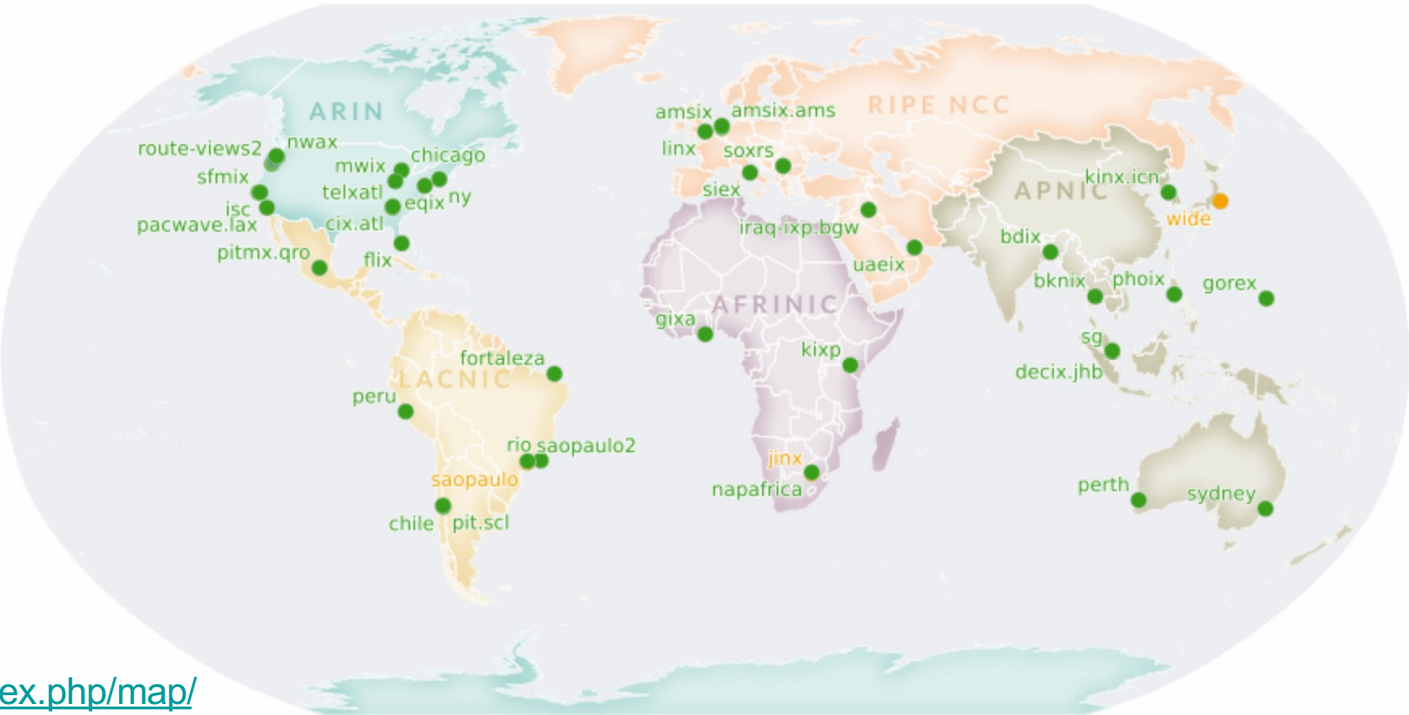 ARIN
RIPE NCC
amsix
amsix.ams
route-views2
nwax
linx
soxrs
mwix
chicago
sfmix
telxatl
eqix
ny
siex
kinx.icn
APNIC
isc
pacwave.lax
cix.atl
wide
iraq-ixp.bgw
bdix
pitmx.qro
flix
uaeix
bknix
phoix
gorex
AFRINIC
gixa
kixp
sg
decix.jhb
fortaleza
LACNIC
peru
rio
saopaulo2
saopaulo
jinx
napafrica
perth
sydney
chile
pit.scl
ex.php/map/